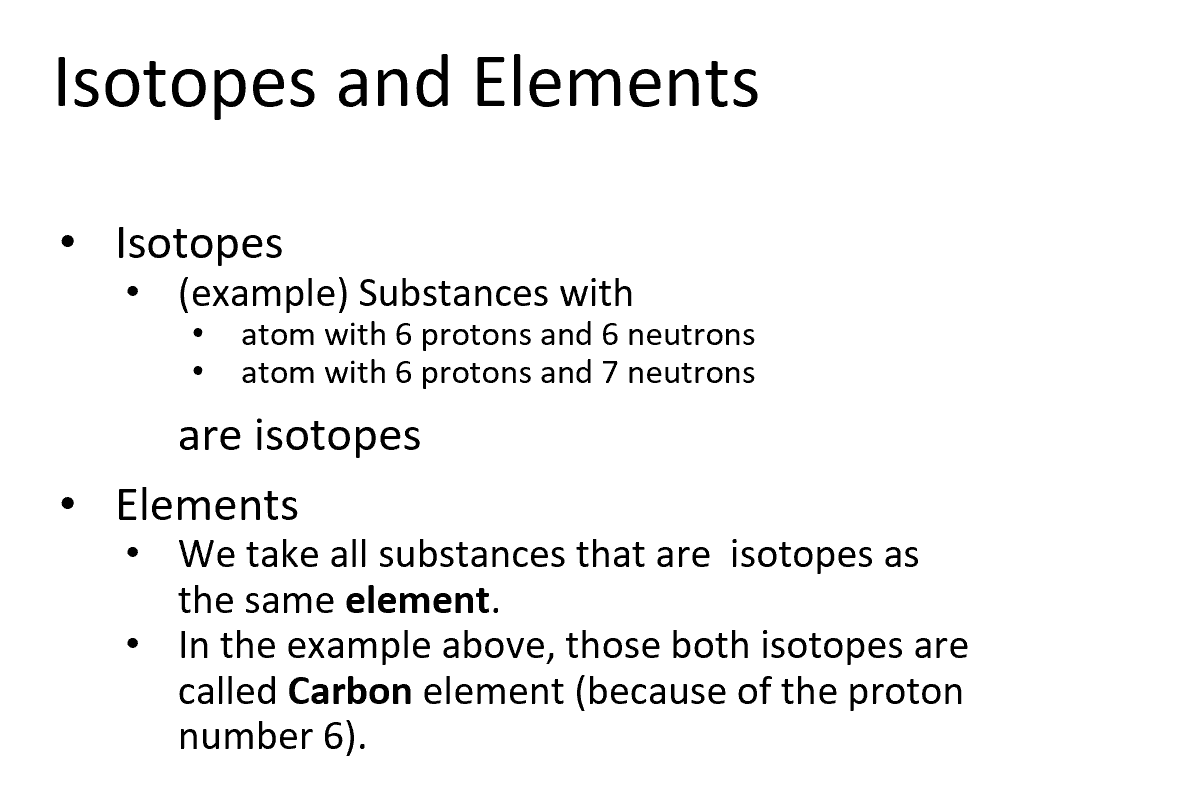 Isotopes and Elements
• Isotopes
• (example) Substances with
• atom with 6 protons and 6 neutrons
• atom with 6 protons and 7 neutrons
are isotopes
• Elements
• We take all substances that are  isotopes as
the same element.
• In the example above, those both isotopes are
called Carbon element (because of the proton
number 6).